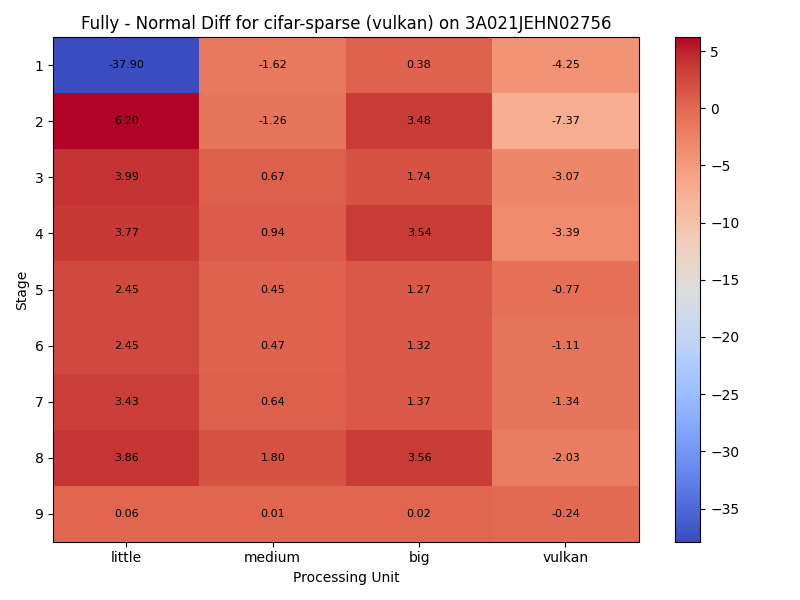 Fully - Normal Diff for cifar-sparse (vulkan) on 3A021JEHN02756
Stage
1 -37.90 -1.62 0.38 -4.25
2 6.20 -1.26 3.48 -7.37
3 3.99 0.67 1.74 -3.07
4 3.77 0.94 3.54 -3.39
5 2.45 0.45 1.27 -0.77
6 2.45 0.47 1.32 -1.11
7 3.43 0.64 1.37 -1.34
8 3.86 1.80 3.56 -2.03
9 0.06 0.01 0.02 -0.24
little medium big vulkan
Processing Unit
5
0
−5
−10
−15
−20
−25
−30
−35